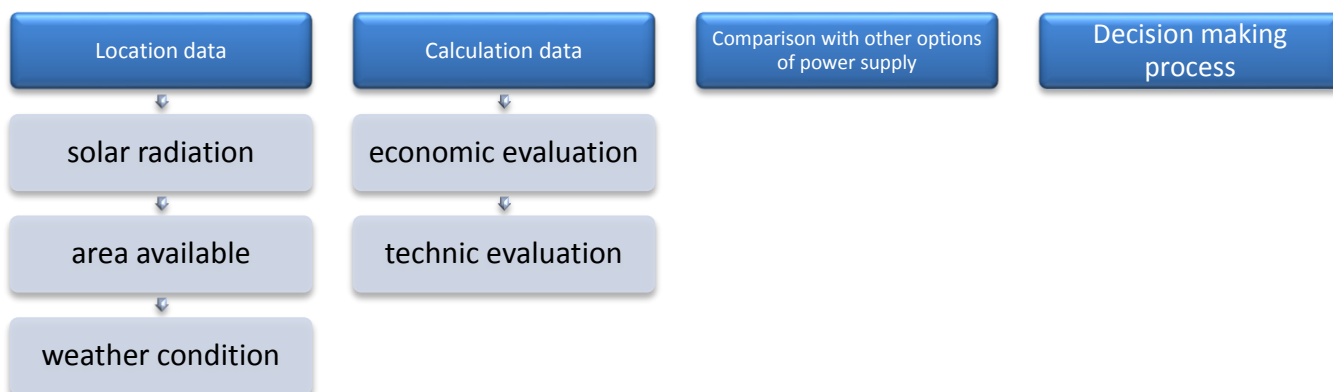 Location data
solar radiation
area available
weather condition
Calculation data
economic evaluation
technic evaluation
Comparison with other options
of power supply
Decision making
process